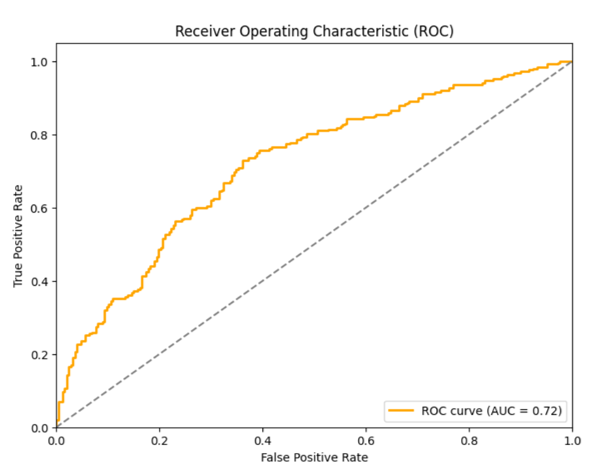 Receiver Operating Characteristic (ROC)
1.0
0.8
0.6
0.4
0.2
0.0
True Positive Rate
0.0 0.2 0.4 0.6 0.8 1.0
False Positive Rate
ROC curve (AUC = 0.72)